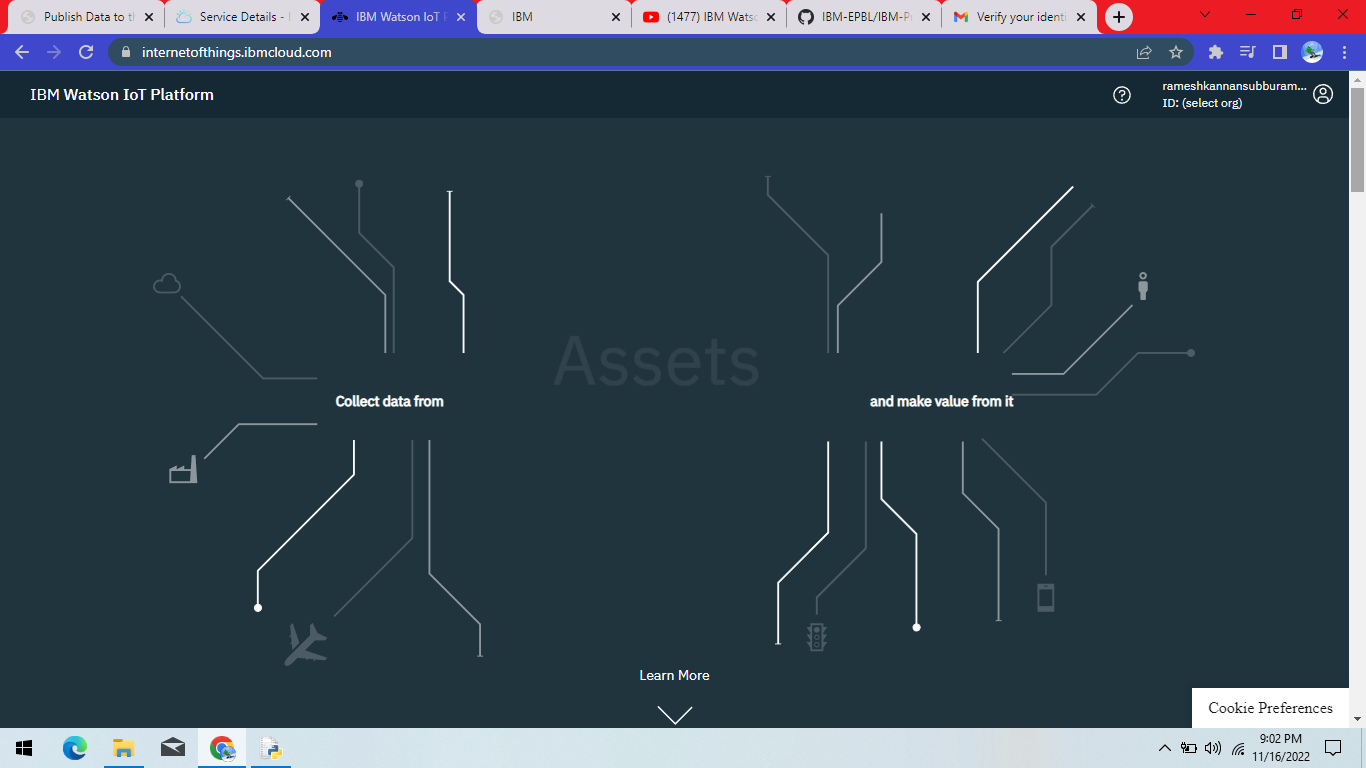 Publish Data to th
Service Details - I
IBM Watson IoT P
IBM
(1477) IBM Watso
IBM-EPBL/IBM-Pr
Verify your identi
internetofthings.ibmcloud.com
IBM Watson IoT Platform
rameshkannansubburam...
ID: (select org)
Assets
Collect data from
and make value from it
Learn More
Cookie Preferences
9:02 PM
11/16/2022